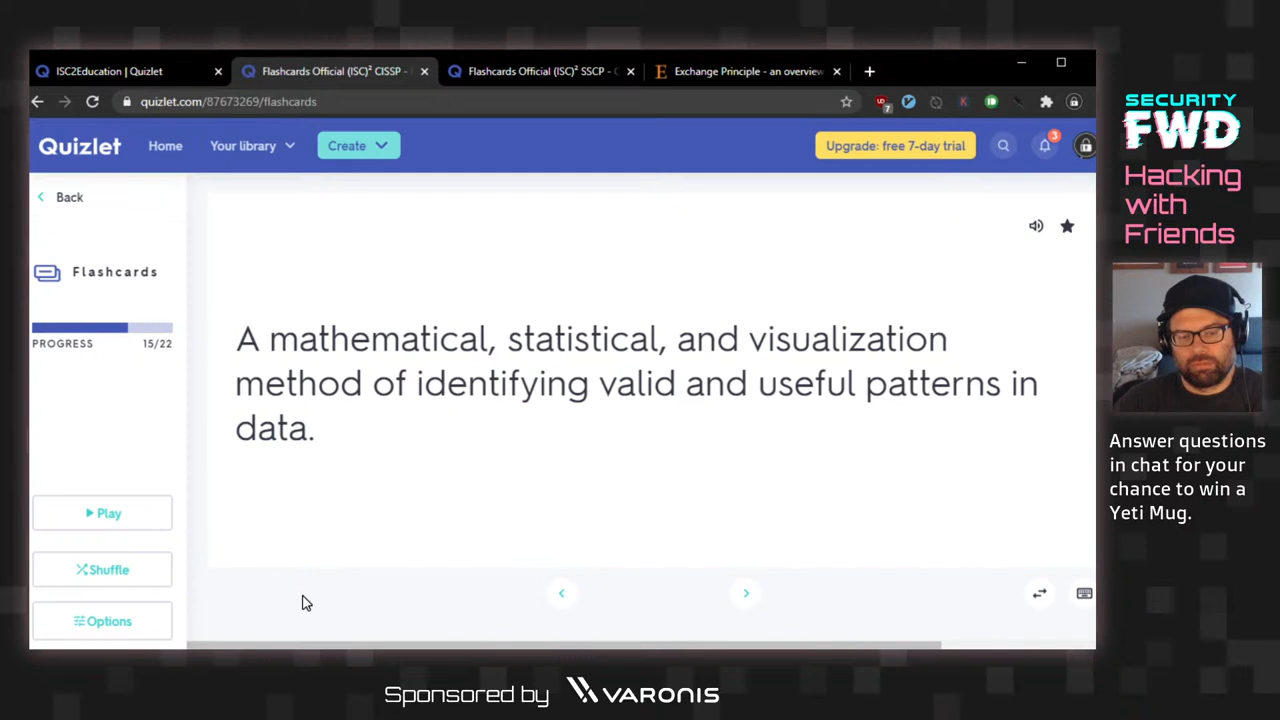 ISC2Education | Quizlet
Flashcards Official (ISC)² CISSP -
Flashcards Official (ISC)² SSCP -
Exchange Principle - an overview
quizlet.com/87673269/flashcards
7
Quizlet
Home
Your library
Create
Upgrade: free 7-day trial
3
Back
Flashcards
PROGRESS 15/22
A mathematical, statistical, and visualization
method of identifying valid and useful patterns in
data.
Play
Shuffle
Options
SECURITY
FWD
Hacking
with
Friends
Answer questions
in chat for your
chance to win a
Yeti Mug.
Sponsored by VARONIS